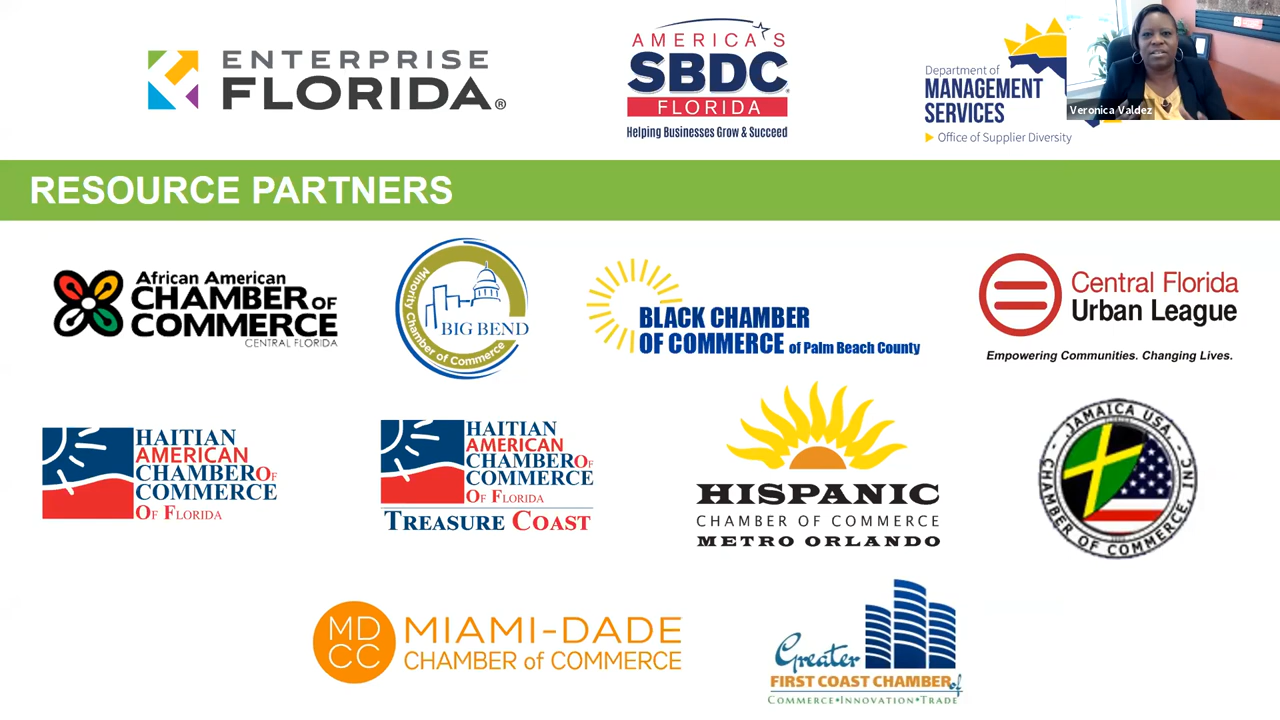 ENTERPRISE
FLORIDA®
AMERICA'S
SBDC®
FLORIDA
Helping Businesses Grow & Succeed
Department of
MANAGEMENT
SERVICES
Office of Supplier Diversity
Veronica Valdez
RESOURCE PARTNERS
African American
CHAMBER OF
COMMERCE
CENTRAL FLORIDA
Minority Chamber of Commerce
BIG BEND
BLACK CHAMBER
OF COMMERCE of Palm Beach County
Central Florida
Urban League
Empowering Communities. Changing Lives.
HAITIAN
AMERICAN
CHAMBER OF
COMMERCE
OF FLORIDA
HAITIAN
AMERICAN
CHAMBER OF
COMMERCE
OF FLORIDA
TREASURE COAST
HISPANIC
CHAMBER OF COMMERCE
METRO ORLANDO
JAMAICA USA.
CHAMBER OF COMMERCE, INC
MD
CC
MIAMI-DADE
CHAMBER of COMMERCE
Greater
FIRST COAST CHAMBER of
COMMERCE•INNOVATION•TRADE